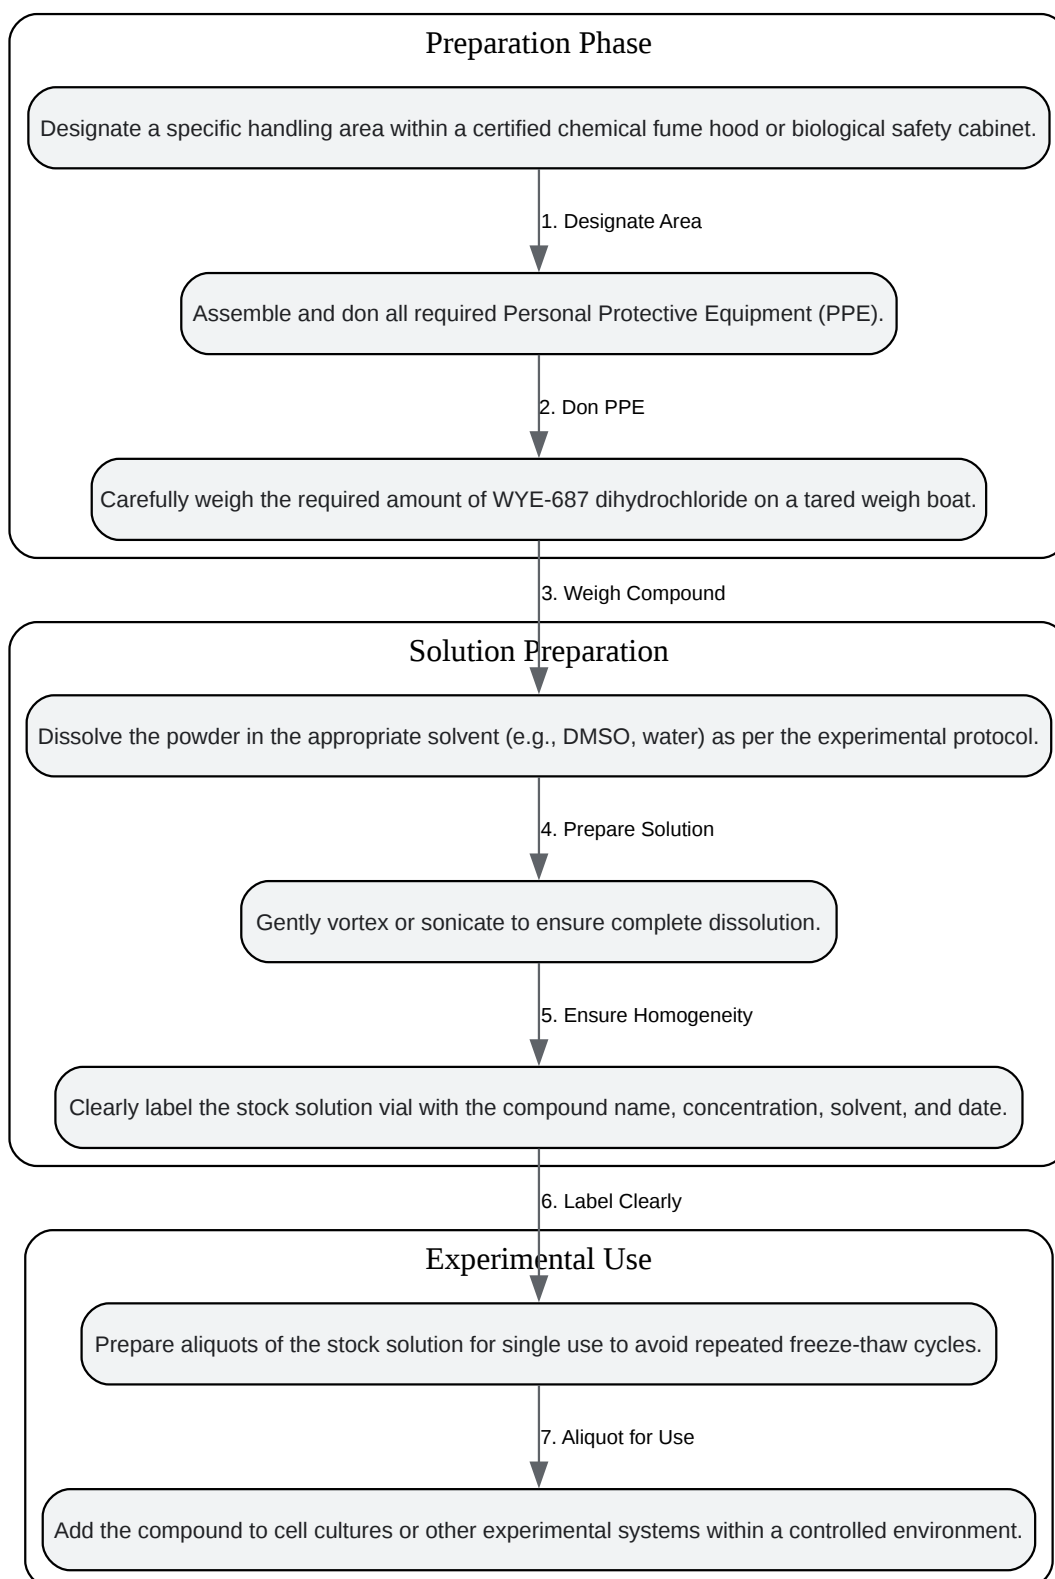 Preparation Phase
Designate a specific handling area within a certified chemical fume hood or biological safety cabinet.
1. Designate Area
Assemble and don all required Personal Protective Equipment (PPE).
2. Don PPE
Carefully weigh the required amount of WYE-687 dihydrochloride on a tared weigh boat.
3. Weigh Compound
Solution Preparation
Dissolve the powder in the appropriate solvent (e.g., DMSO, water) as per the experimental protocol.
4. Prepare Solution
Gently vortex or sonicate to ensure complete dissolution.
5. Ensure Homogeneity
Clearly label the stock solution vial with the compound name, concentration, solvent, and date.
6. Label Clearly
Experimental Use
Prepare aliquots of the stock solution for single use to avoid repeated freeze-thaw cycles.
7. Aliquot for Use
Add the compound to cell cultures or other experimental systems within a controlled environment.